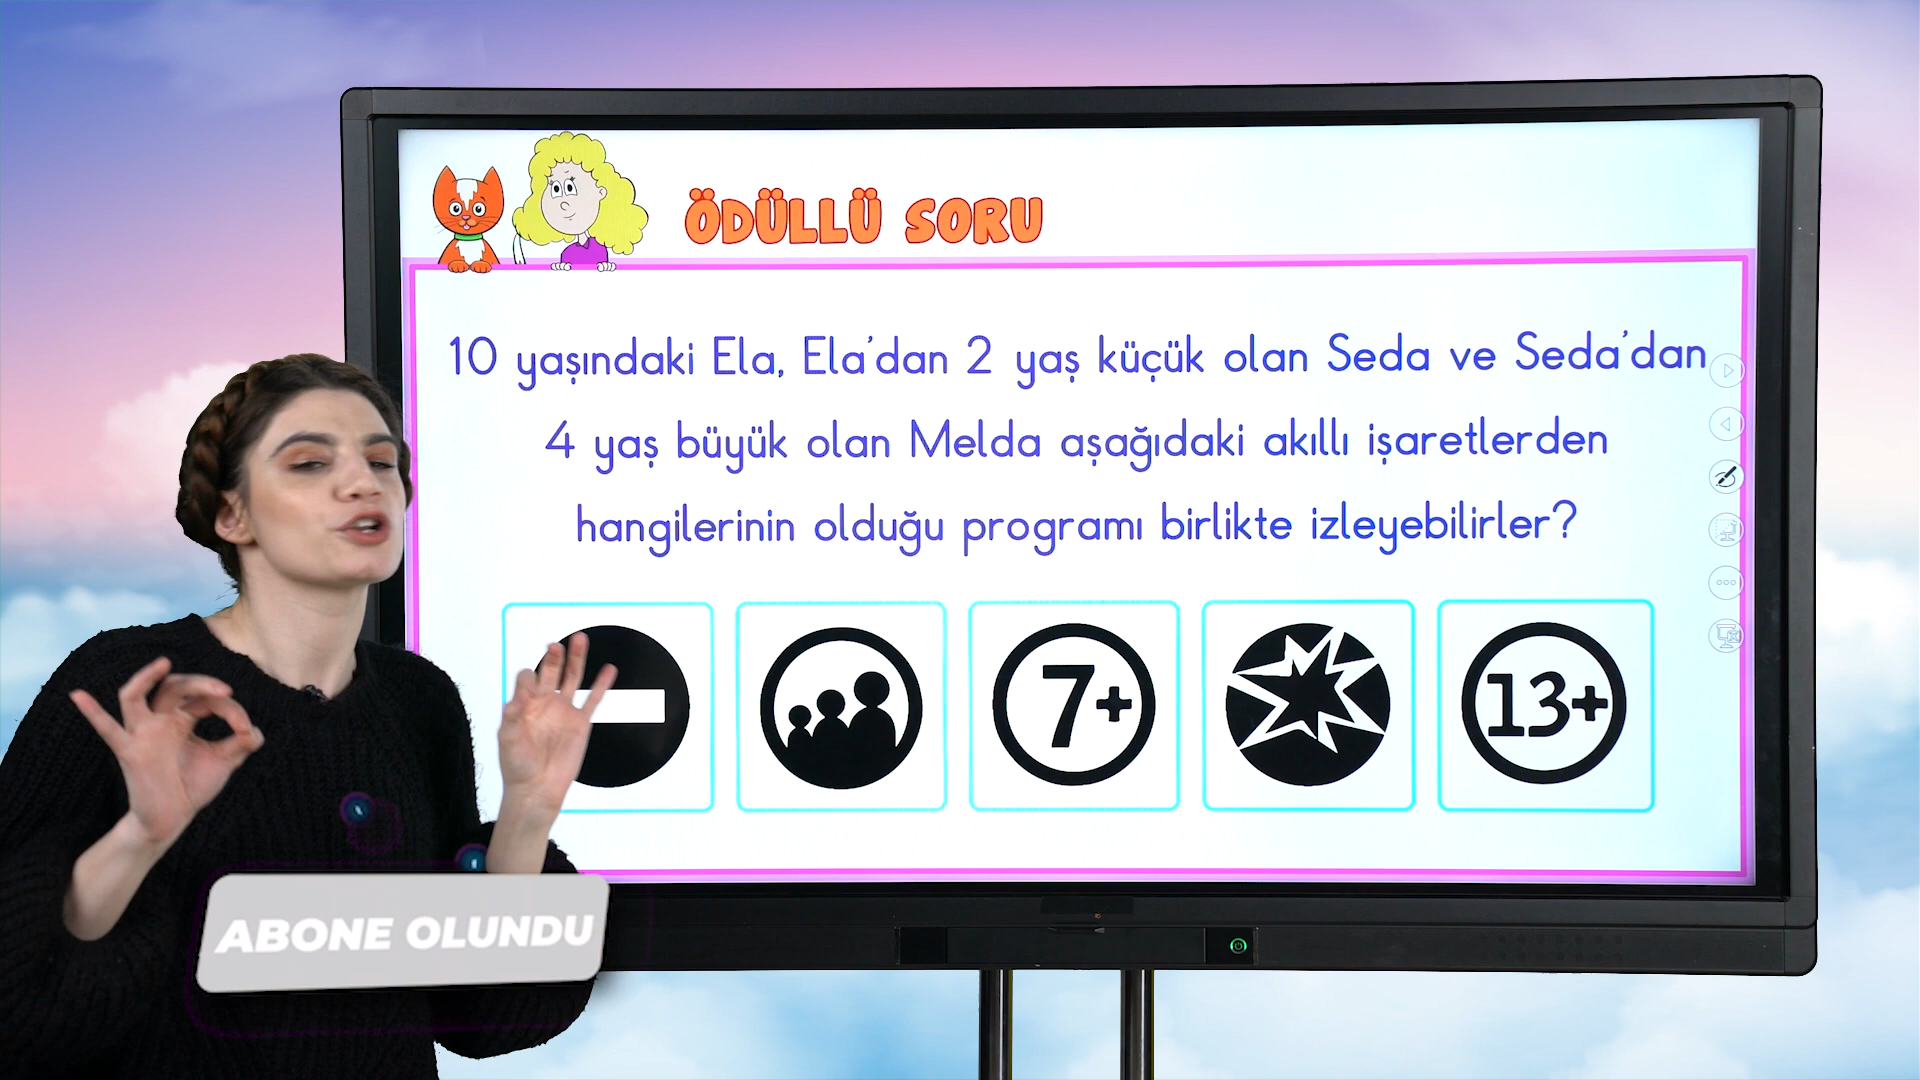 ÖDÜLLÜ SORU
10 yaşındaki Ela, Ela'dan 2 yaş küçük olan Seda ve Seda'dan
4 yaş büyük olan Melda aşağıdaki akıllı işaretlerden
hangilerinin olduğu programı birlikte izleyebilirler?
7+
13+
ABONE OLUNDU